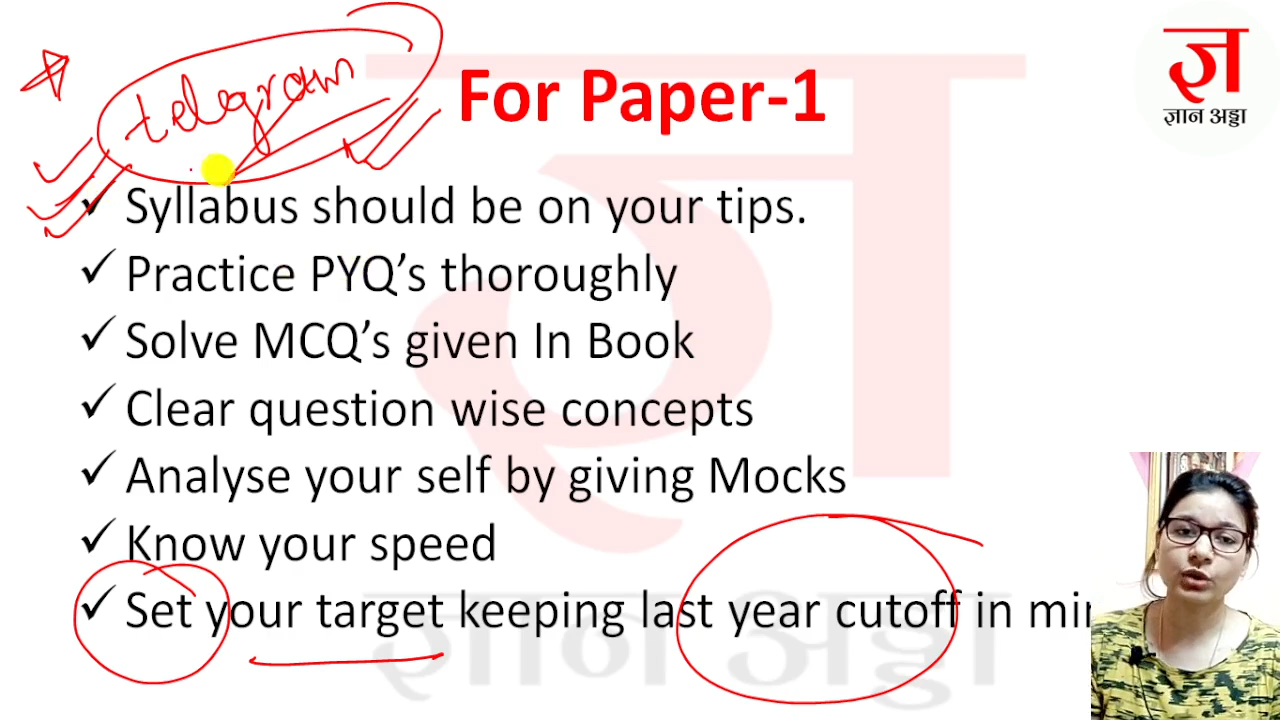 telegram
For Paper-1
ज्ञ
ज्ञान अड्डा
Syllabus should be on your tips.
Practice PYQ’s thoroughly
Solve MCQ’s given In Book
Clear question wise concepts
Analyse your self by giving Mocks
Know your speed
Set your target keeping last year cutoff in min
ज्ञान अड्डा